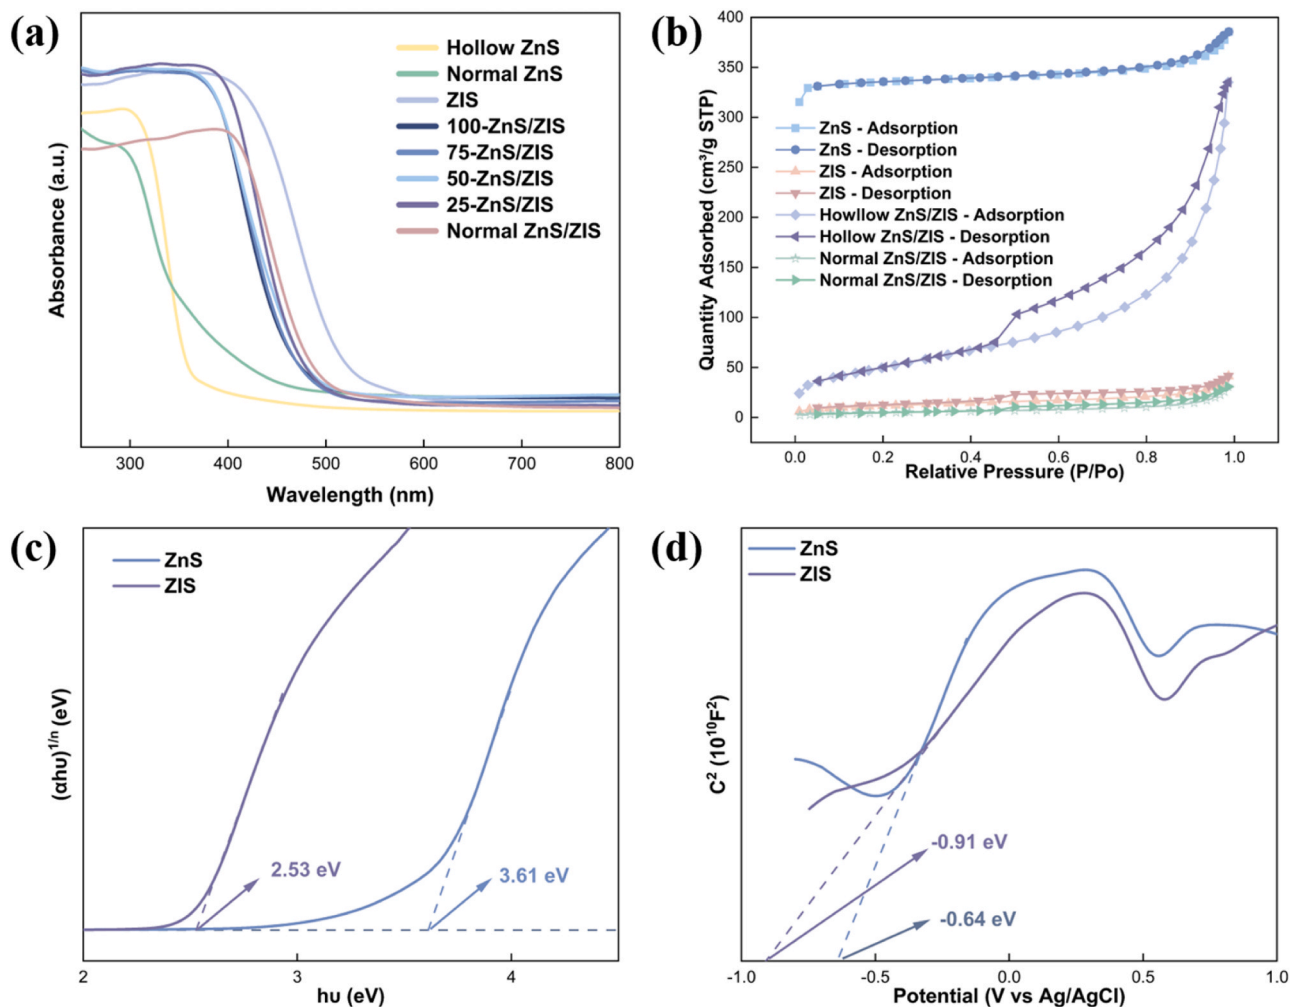 (a)
Hollow ZnS
Normal ZnS
ZIS
100-ZnS/ZIS
75-ZnS/ZIS
50-ZnS/ZIS
25-ZnS/ZIS
Normal ZnS/ZIS
Absorbance (a.u.)
300 400 500 600 700 800
Wavelength (nm)
(b)
400
350
300
250
200
150
100
50
0
ZnS - Adsorption
ZnS - Desorption
ZIS - Adsorption
ZIS - Desorption
Howllow ZnS/ZIS - Adsorption
Hollow ZnS/ZIS - Desorption
Normal ZnS/ZIS - Adsorption
Normal ZnS/ZIS - Desorption
Quantity Adsorbed (cm³/g STP)
0.0 0.2 0.4 0.6 0.8 1.0
Relative Pressure (P/Po)
(c)
ZnS
ZIS
(αhυ)¹/ⁿ (eV)
2.53 eV
3.61 eV
2 3 4
hυ (eV)
(d)
ZnS
ZIS
C² (10¹⁰F²)
-0.91 eV
-0.64 eV
-1.0 -0.5 0.0 0.5 1.0
Potential (V vs Ag/AgCl)